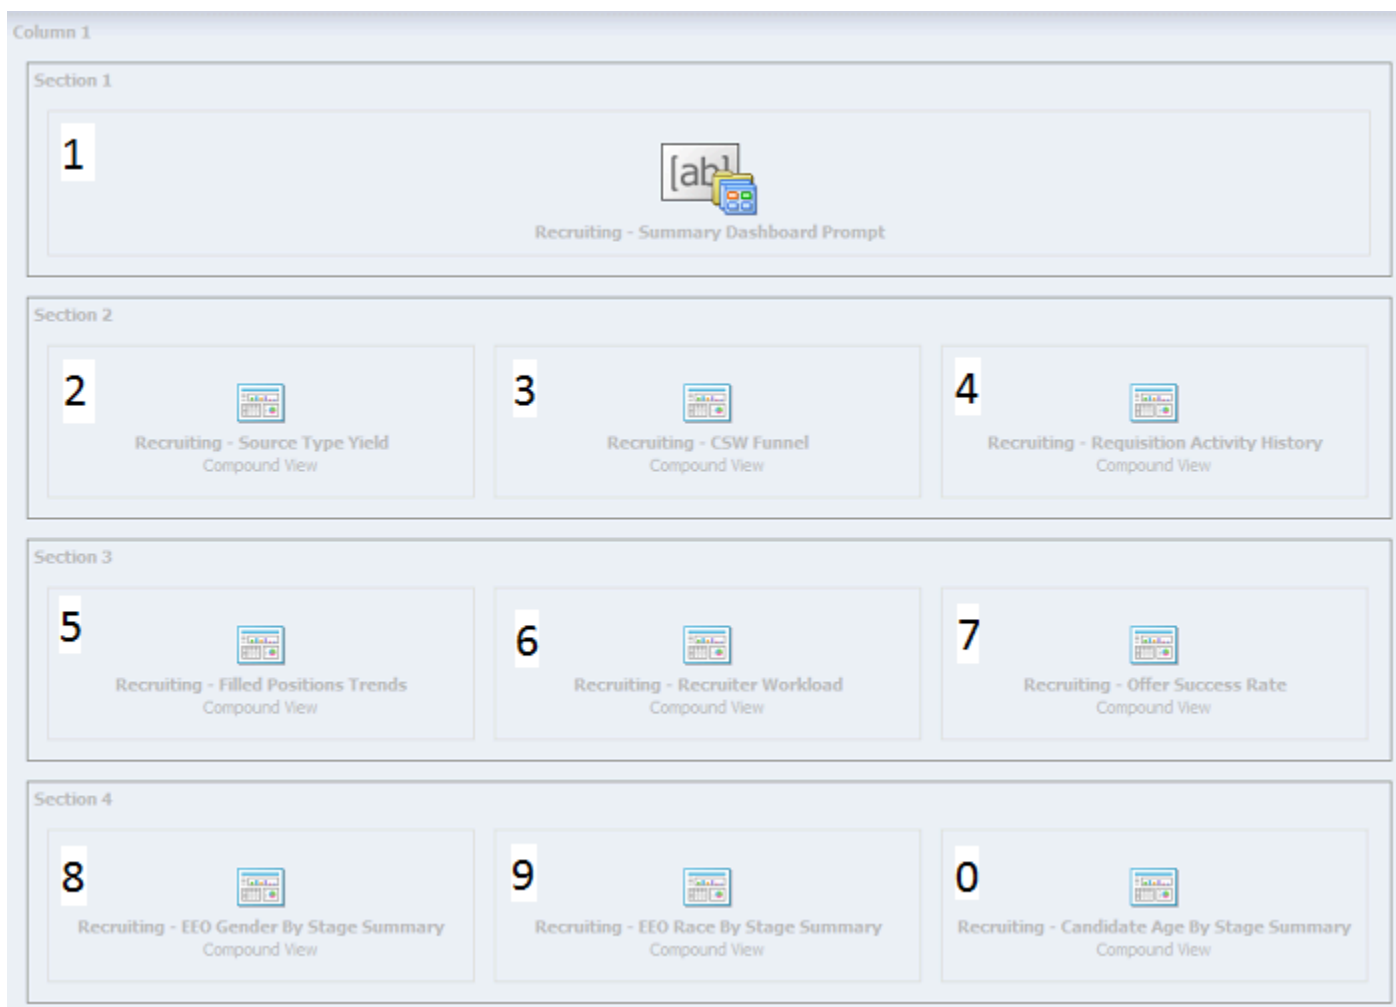 Column 1
Section 1
1
[ab]
Recruiting - Summary Dashboard Prompt
Section 2
2
Recruiting - Source Type Yield
Compound View
3
Recruiting - CSW Funnel
Compound View
4
Recruiting - Requisition Activity History
Compound View
Section 3
5
Recruiting - Filled Positions Trends
Compound View
6
Recruiting - Recruiter Workload
Compound View
7
Recruiting - Offer Success Rate
Compound View
Section 4
8
Recruiting - EEO Gender By Stage Summary
Compound View
9
Recruiting - EEO Race By Stage Summary
Compound View
0
Recruiting - Candidate Age By Stage Summary
Compound View